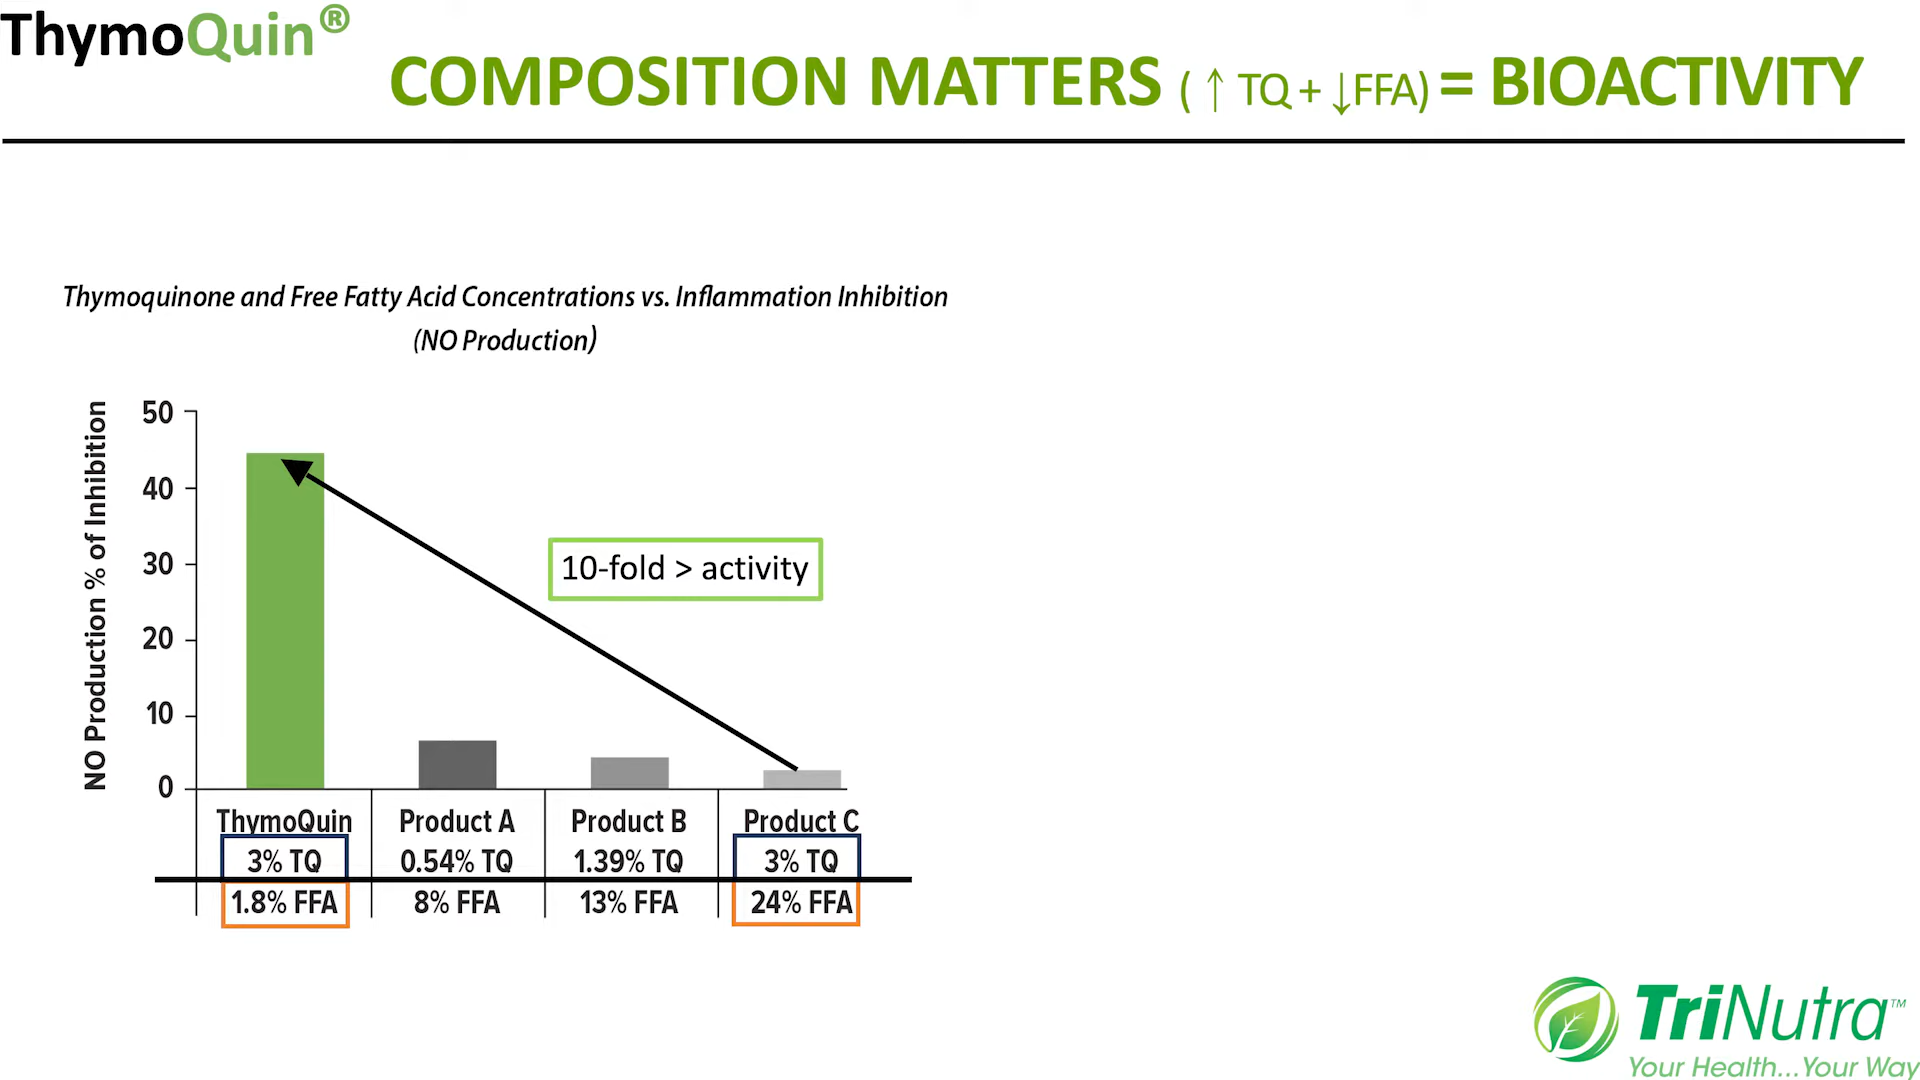 ThymoQuin®
COMPOSITION MATTERS ( ↑ TQ + ↓FFA) = BIOACTIVITY
Thymoquinone and Free Fatty Acid Concentrations vs. Inflammation Inhibition
(NO Production)
NO Production % of Inhibition
50
40
30
20
10
0
10-fold > activity
ThymoQuin Product A Product B Product C
3% TQ 0.54% TQ 1.39% TQ 3% TQ
1.8% FFA 8% FFA 13% FFA 24% FFA
TriNutra™
Your Health...Your Way